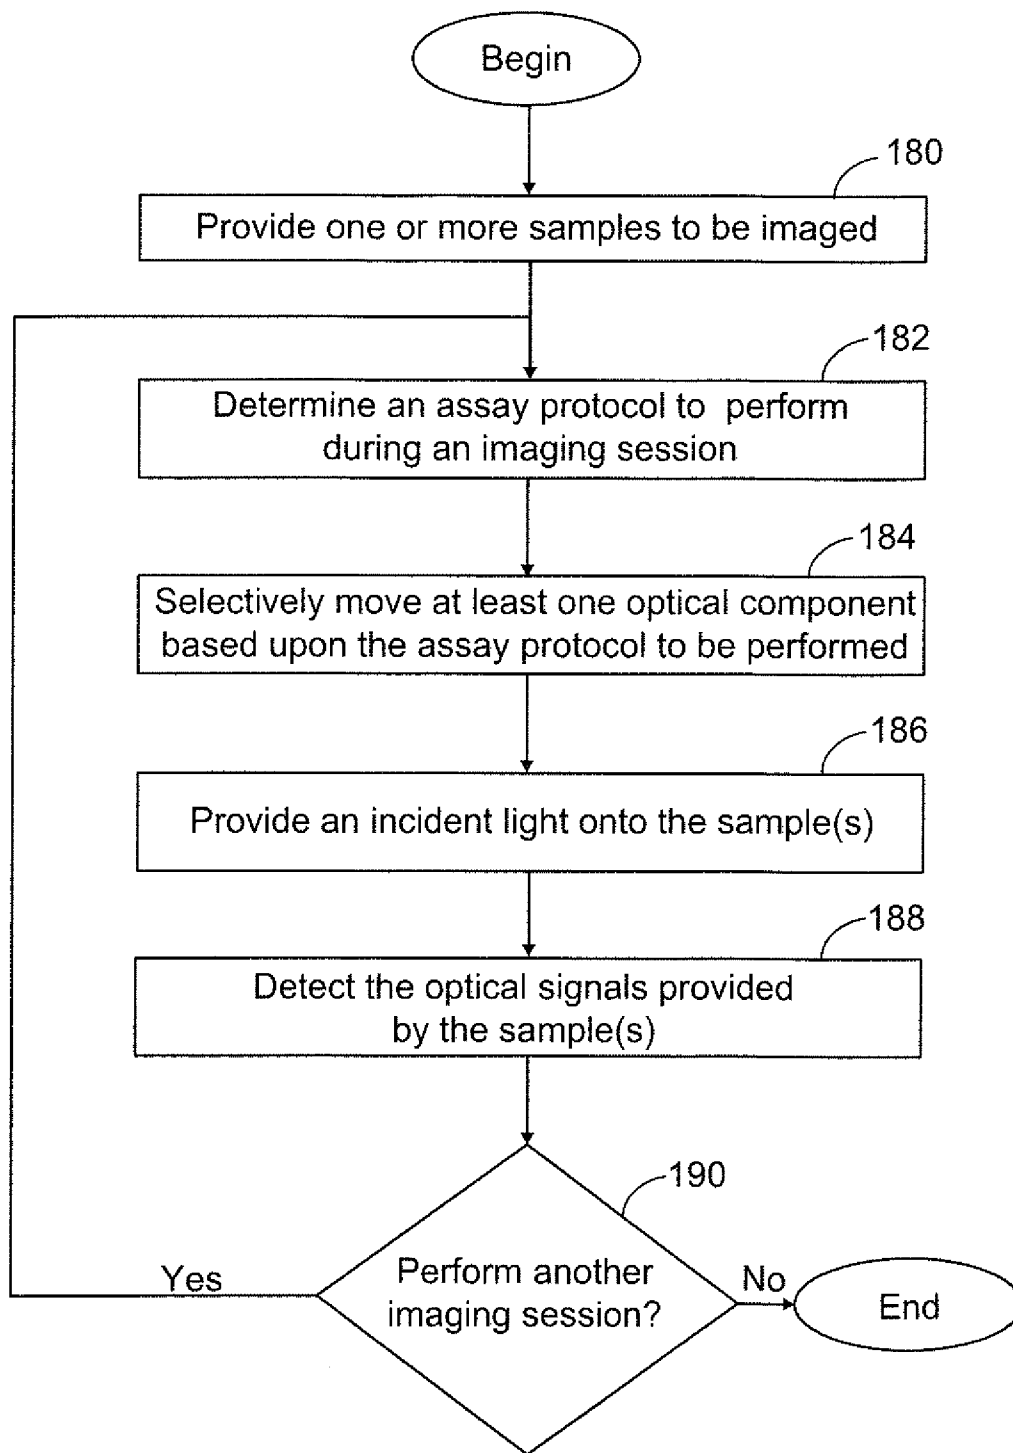 Begin
180
Provide one or more samples to be imaged
182
Determine an assay protocol to perform
during an imaging session
184
Selectively move at least one optical component
based upon the assay protocol to be performed
186
Provide an incident light onto the sample(s)
188
Detect the optical signals provided
by the sample(s)
190
Perform another
imaging session?
Yes
No
End